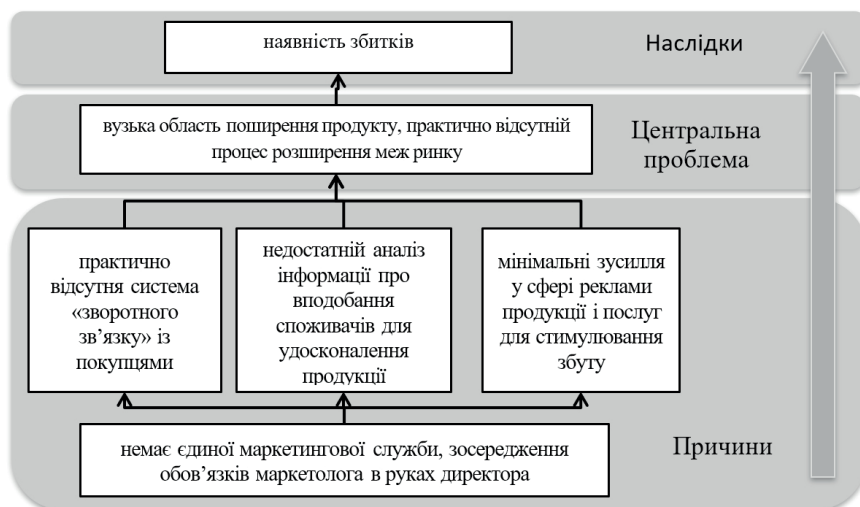 наявність збитків
Наслідки
вузька область поширення продукту, практично відсутній
процес розширення меж ринку
Центральна
проблема
практично
відсутня система
«зворотного
зв’язку» із
покупцями
недостатній аналіз
інформації про
вподобання
споживачів для
удосконалення
продукції
мінімальні зусилля
у сфері реклами
продукції і послуг
для стимулювання
збуту
немає єдиної маркетингової служби, зосередження
обов’язків маркетолога в руках директора
Причини